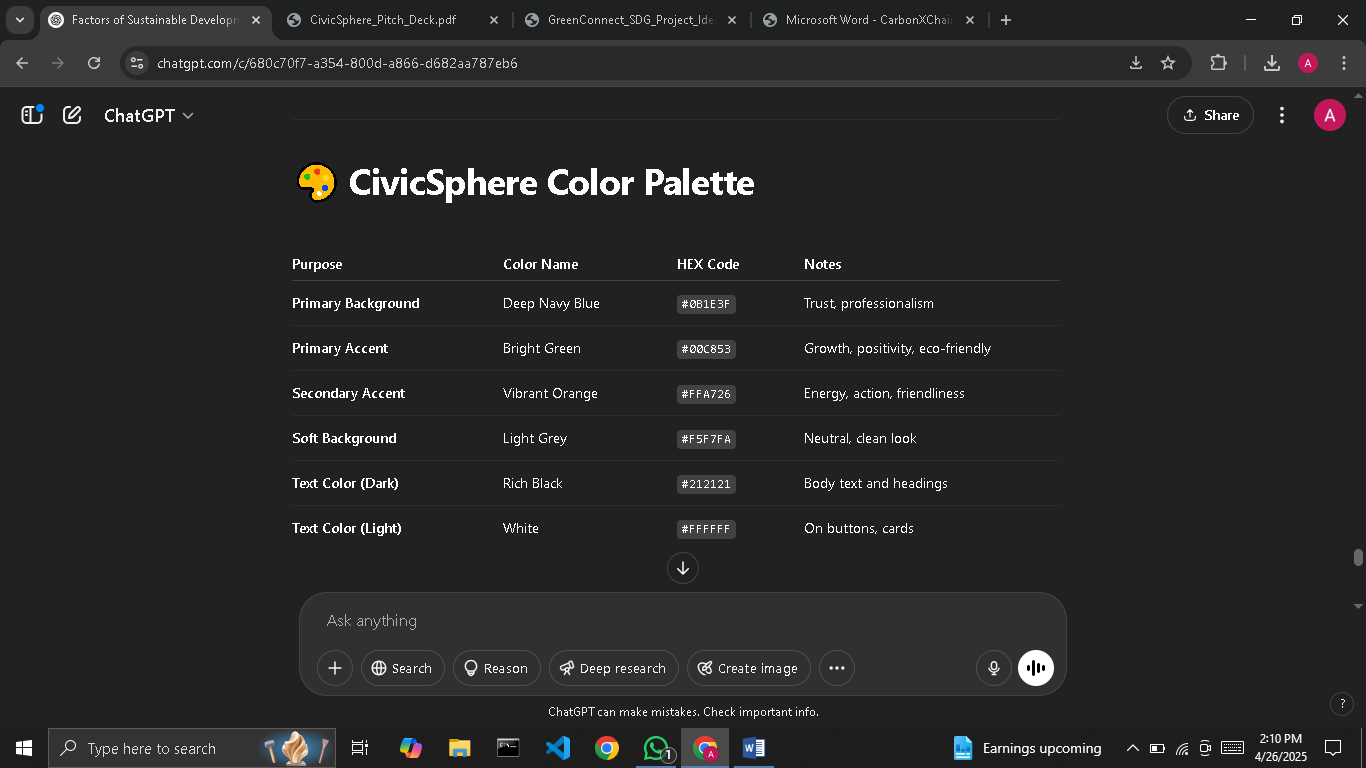 Factors of Sustainable Developm
CivicSphere_Pitch_Deck.pdf
GreenConnect_SDG_Project_Ide
Microsoft Word - CarbonXChai
chatgpt.com/c/680c70f7-a354-800d-a866-d682aa787eb6
A
ChatGPT
Share
A
CivicSphere Color Palette
Purpose Color Name HEX Code Notes
Primary Background Deep Navy Blue #0B1E3F Trust, professionalism
Primary Accent Bright Green #00C853 Growth, positivity, eco-friendly
Secondary Accent Vibrant Orange #FFA726 Energy, action, friendliness
Soft Background Light Grey #F5F7FA Neutral, clean look
Text Color (Dark) Rich Black #212121 Body text and headings
Text Color (Light) White #FFFFFF On buttons, cards
Ask anything
Search Reason Deep research Create image
ChatGPT can make mistakes. Check important info.
?
Type here to search
1
A
W
Earnings upcoming
2:10 PM
4/26/2025